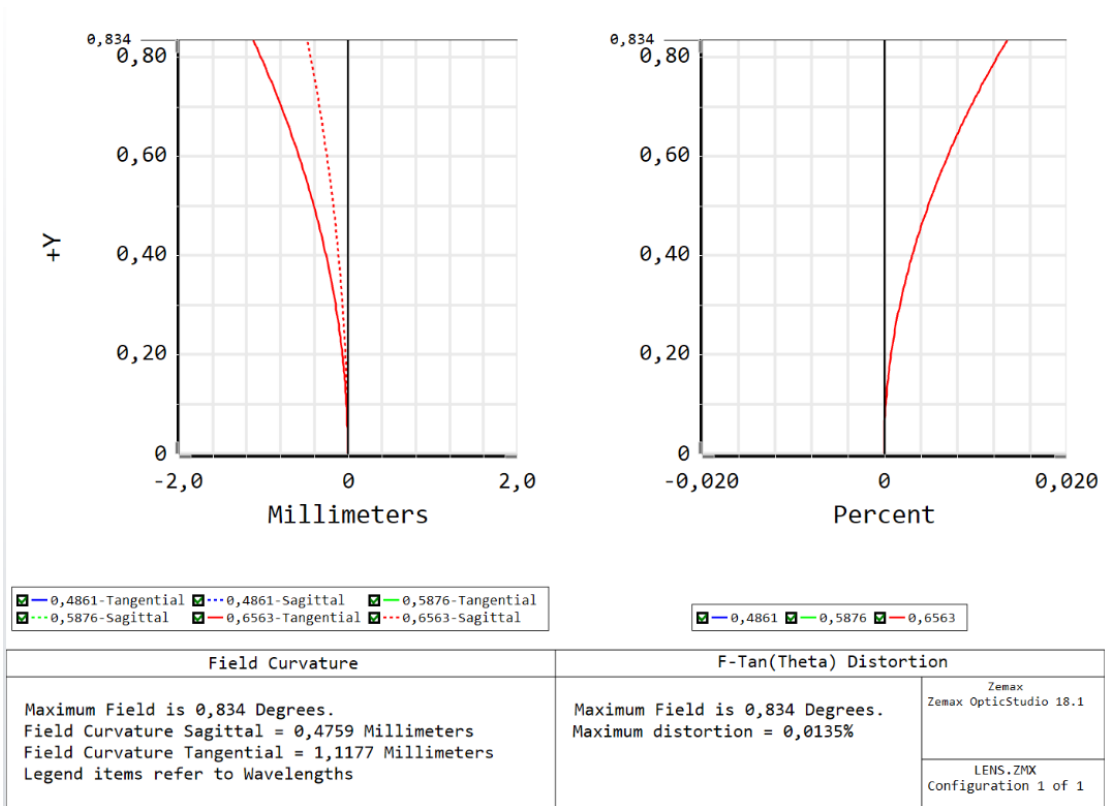 0,834
0,80
0,60
0,40
0,20
0
+Y
-2,0 0 2,0
Millimeters
0,834
0,80
0,60
0,40
0,20
0
-0,020 0 0,020
Percent
0,4861-Tangential 0,4861-Sagittal 0,5876-Tangential
0,5876-Sagittal 0,6563-Tangential 0,6563-Sagittal
0,4861 0,5876 0,6563
Field Curvature
Maximum Field is 0,834 Degrees.
Field Curvature Sagittal = 0,4759 Millimeters
Field Curvature Tangential = 1,1177 Millimeters
Legend items refer to Wavelengths
F-Tan(Theta) Distortion
Maximum Field is 0,834 Degrees.
Maximum distortion = 0,0135%
Zemax
Zemax OpticStudio 18.1
LENS.ZMX
Configuration 1 of 1